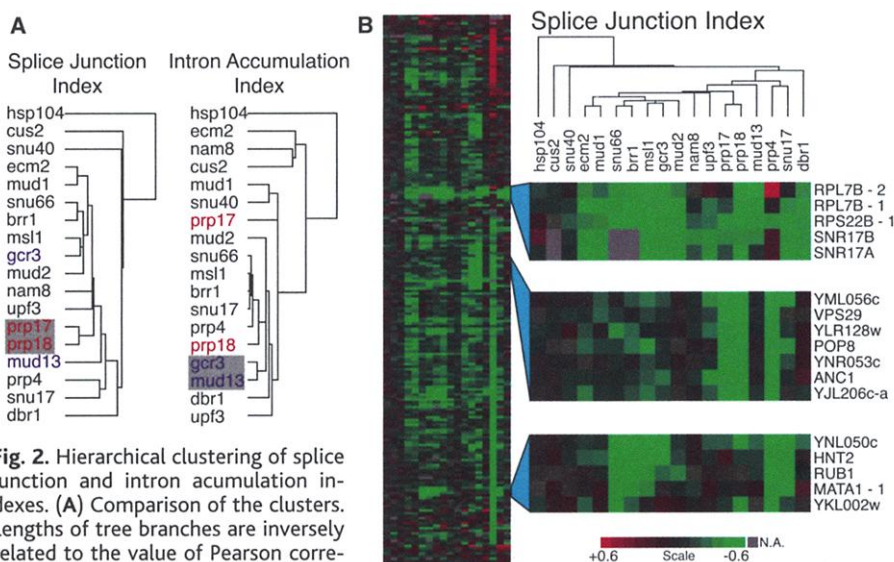 A
Splice Junction
Index
hsp104
cus2
snu40
ecm2
mud1
snu66
brr1
msl1
gcr3
mud2
nam8
upf3
prp17
prp18
mud13
prp4
snu17
dbr1
Intron Accumulation
Index
hsp104
ecm2
nam8
cus2
mud1
snu40
prp17
mud2
snu66
msl1
brr1
snu17
prp4
prp18
gcr3
mud13
dbr1
upf3
Fig. 2. Hierarchical clustering of splice
junction and intron acumulation in-
dexes. (A) Comparison of the clusters.
Lengths of tree branches are inversely
related to the value of Pearson corre-
B
Splice Junction Index
hsp104
cus2
snu40
ecm2
mud1
snu66
brr1
msl1
gcr3
mud2
nam8
upf3
prp17
prp18
mud13
prp4
snu17
dbr1
RPL7B - 2
RPL7B - 1
RPS22B - 1
SNR17B
SNR17A
YML056c
VPS29
YLR128w
POP8
YNR053c
ANC1
YJL206c-a
YNL050c
HNT2
RUB1
MATA1 - 1
YKL002w
N.A.
+0.6 Scale -0.6